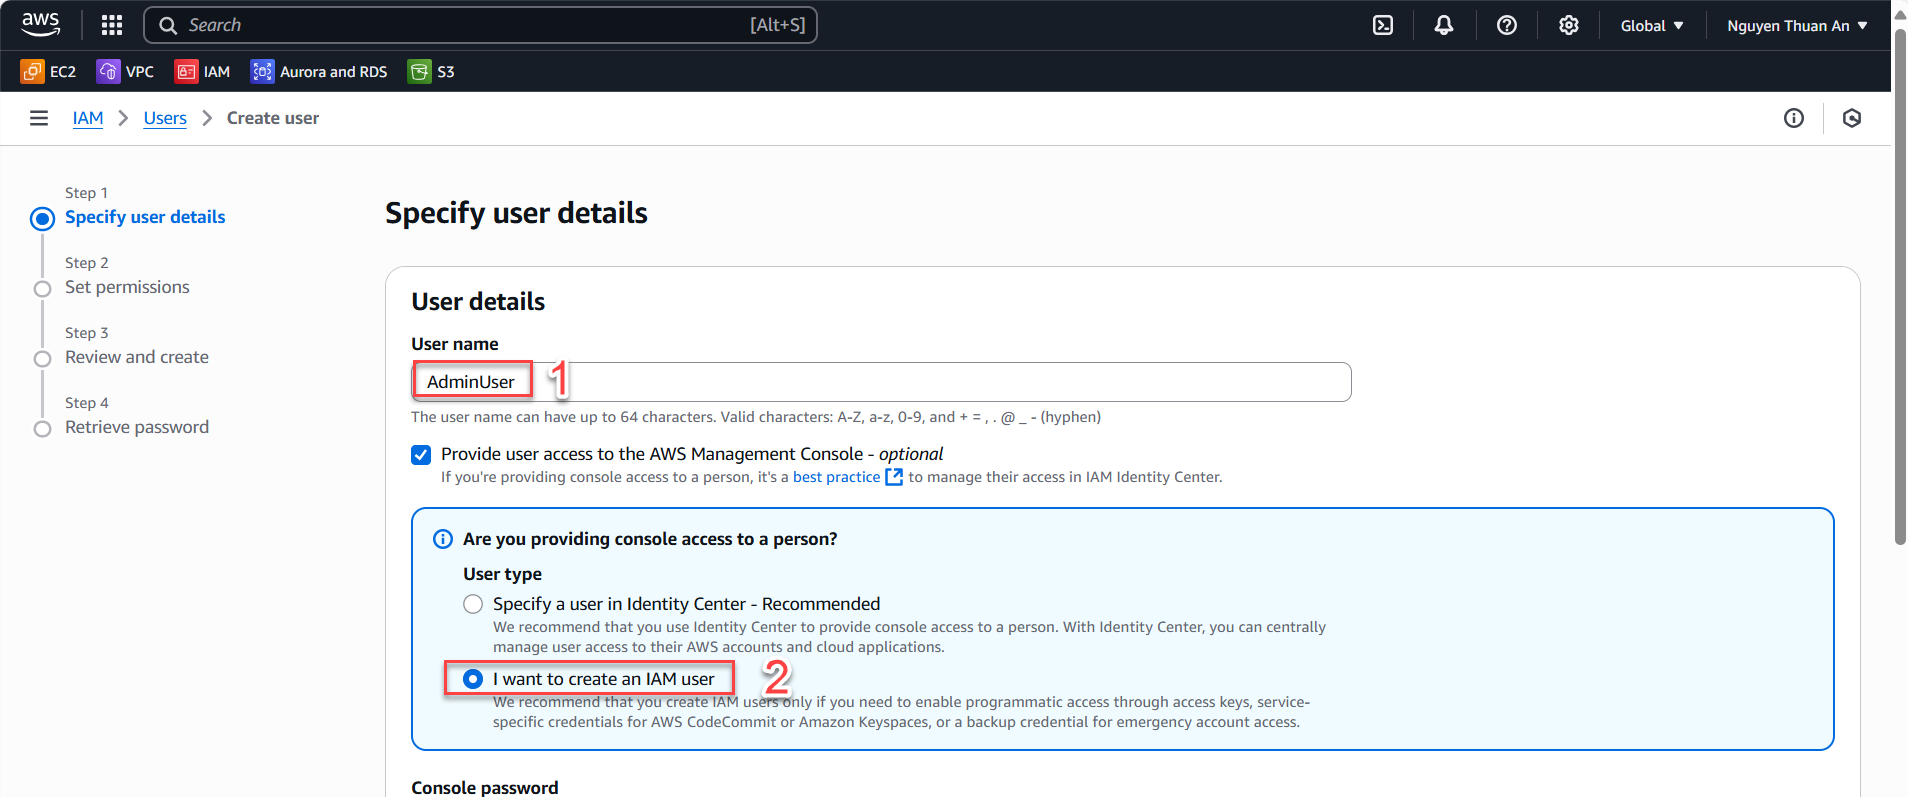 aws
Search [Alt+S]
Global Nguyen Thuan An
EC2 VPC IAM Aurora and RDS S3
IAM Users Create user
Step 1
Specify user details
Step 2
Set permissions
Step 3
Review and create
Step 4
Retrieve password
Specify user details
User details
User name
AdminUser 1
The user name can have up to 64 characters. Valid characters: A-Z, a-z, 0-9, and + = , . @ _ - (hyphen)
Provide user access to the AWS Management Console - optional
If you're providing console access to a person, it's a best practice to manage their access in IAM Identity Center.
Are you providing console access to a person?
User type
Specify a user in Identity Center - Recommended
We recommend that you use Identity Center to provide console access to a person. With Identity Center, you can centrally
manage user access to their AWS accounts and cloud applications.
I want to create an IAM user 2
We recommend that you create IAM users only if you need to enable programmatic access through access keys, service-
specific credentials for AWS CodeCommit or Amazon Keyspaces, or a backup credential for emergency account access.
Console password